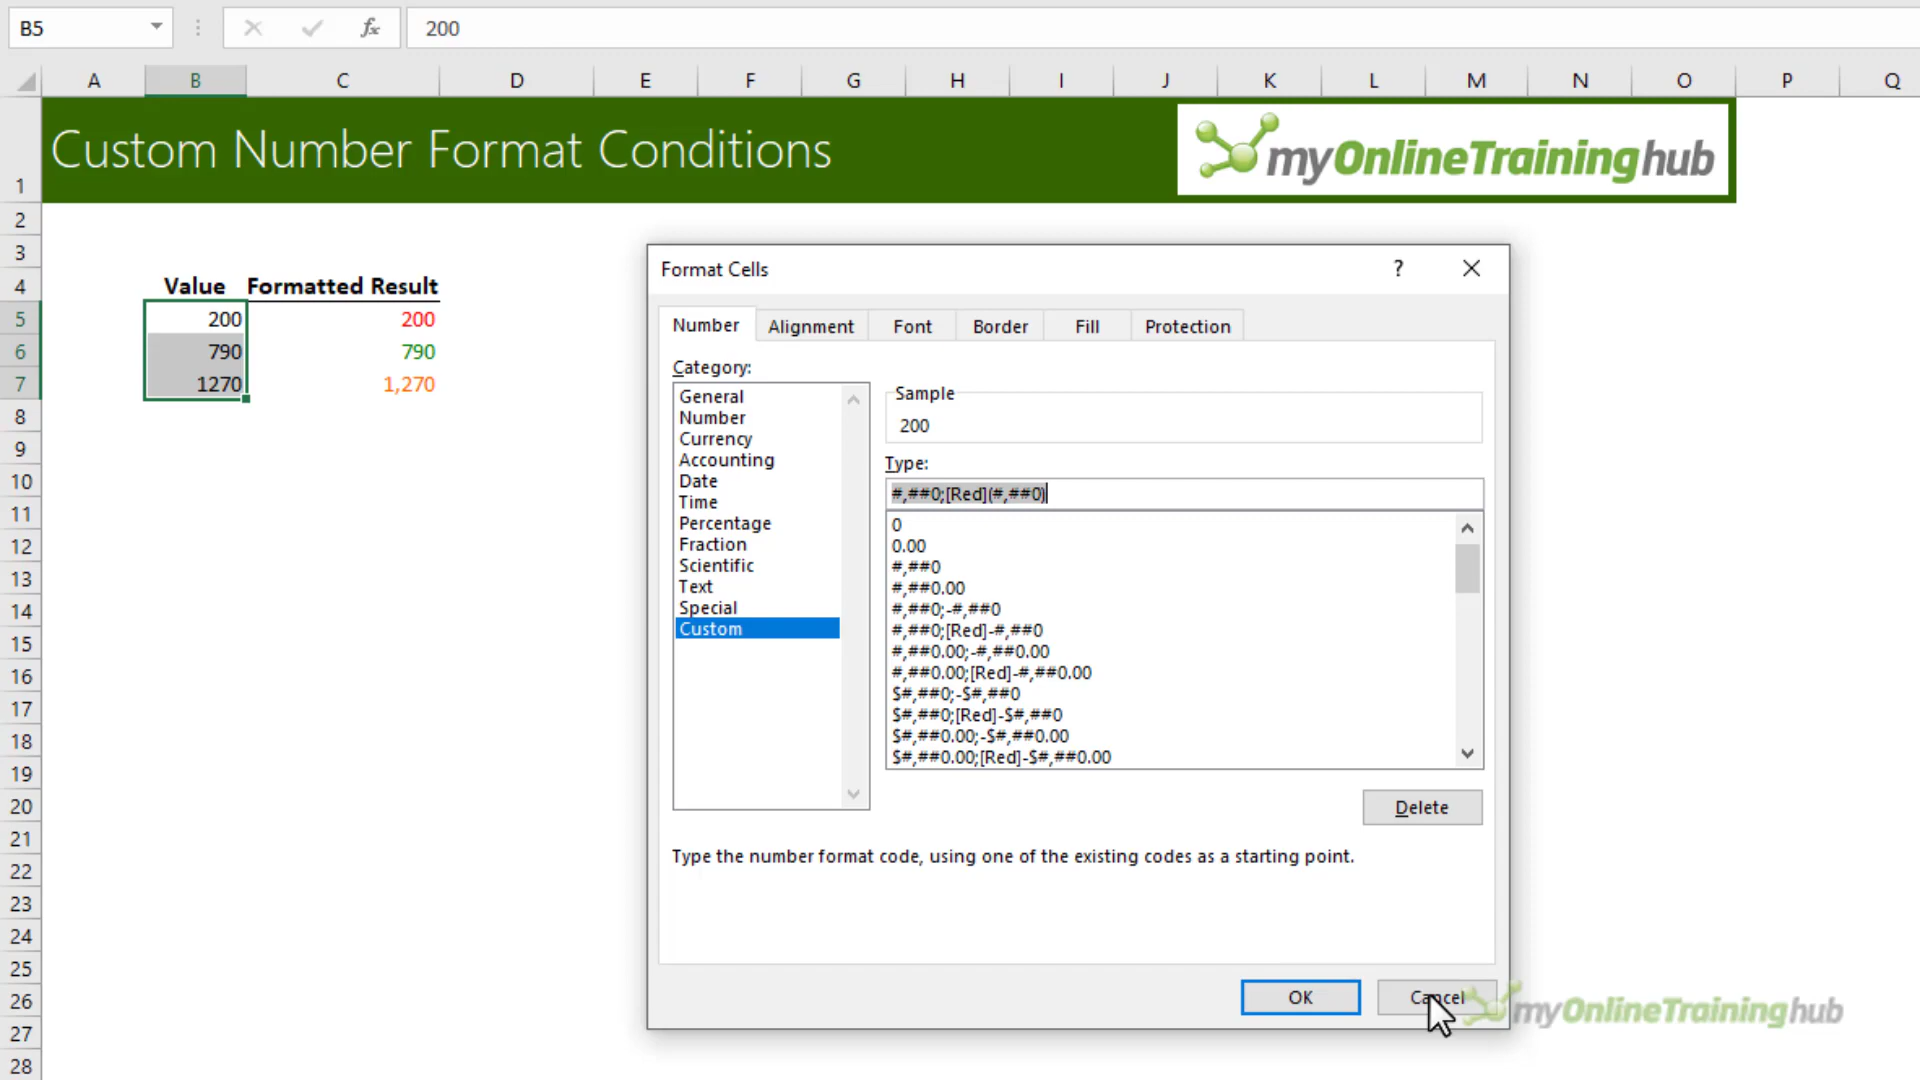 B5
fx
200
A B C D E F G H I J K L M N O P Q
1
Custom Number Format Conditions
myOnlineTraininghub
2
3
4
Value Formatted Result
5
200 200
6
790 790
7
1270 1,270
8
9
10
11
12
13
14
15
16
17
18
19
20
21
22
23
24
25
26
27
28
Format Cells
?
Number Alignment Font Border Fill Protection
Category:
General
Number
Currency
Accounting
Date
Time
Percentage
Fraction
Scientific
Text
Special
Custom
Sample
200
Type:
#,##0;[Red](#,##0)
0
0.00
#,##0
#,##0.00
#,##0;-#,##0
#,##0;[Red]-#,##0
#,##0.00;-#,##0.00
#,##0.00;[Red]-#,##0.00
$#,##0;-$#,##0
$#,##0;[Red]-$#,##0
$#,##0.00;-$#,##0.00
$#,##0.00;[Red]-$#,##0.00
Delete
Type the number format code, using one of the existing codes as a starting point.
OK Cancel
myOnlineTraininghub